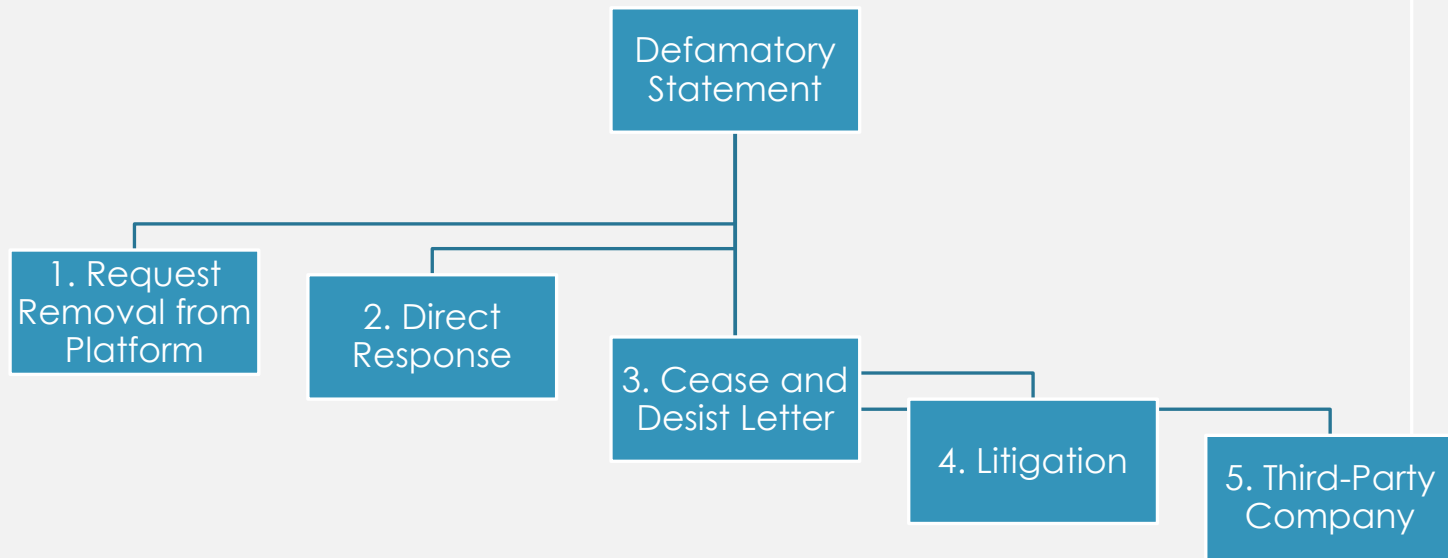 Defamatory
Statement
1. Request
Removal from
Platform
2. Direct
Response
3. Cease and
Desist Letter
4. Litigation
5. Third-Party
Company